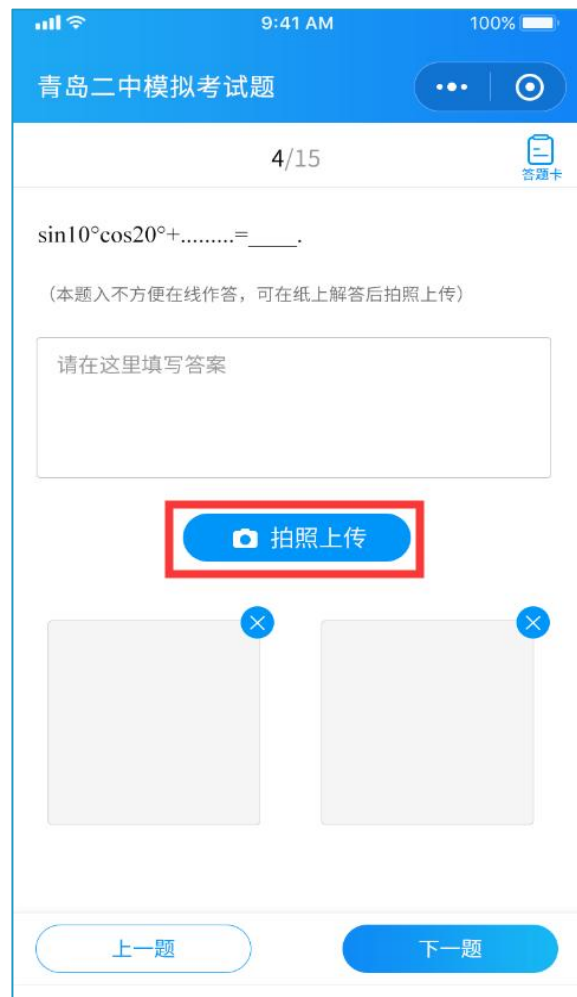 9:41 AM
100%
青岛二中模拟考试题
4/15
答题卡
sin10°cos20°+.........=____.
（本题入不方便在线作答，可在纸上解答后拍照上传）
请在这里填写答案
拍照上传
上一题
下一题